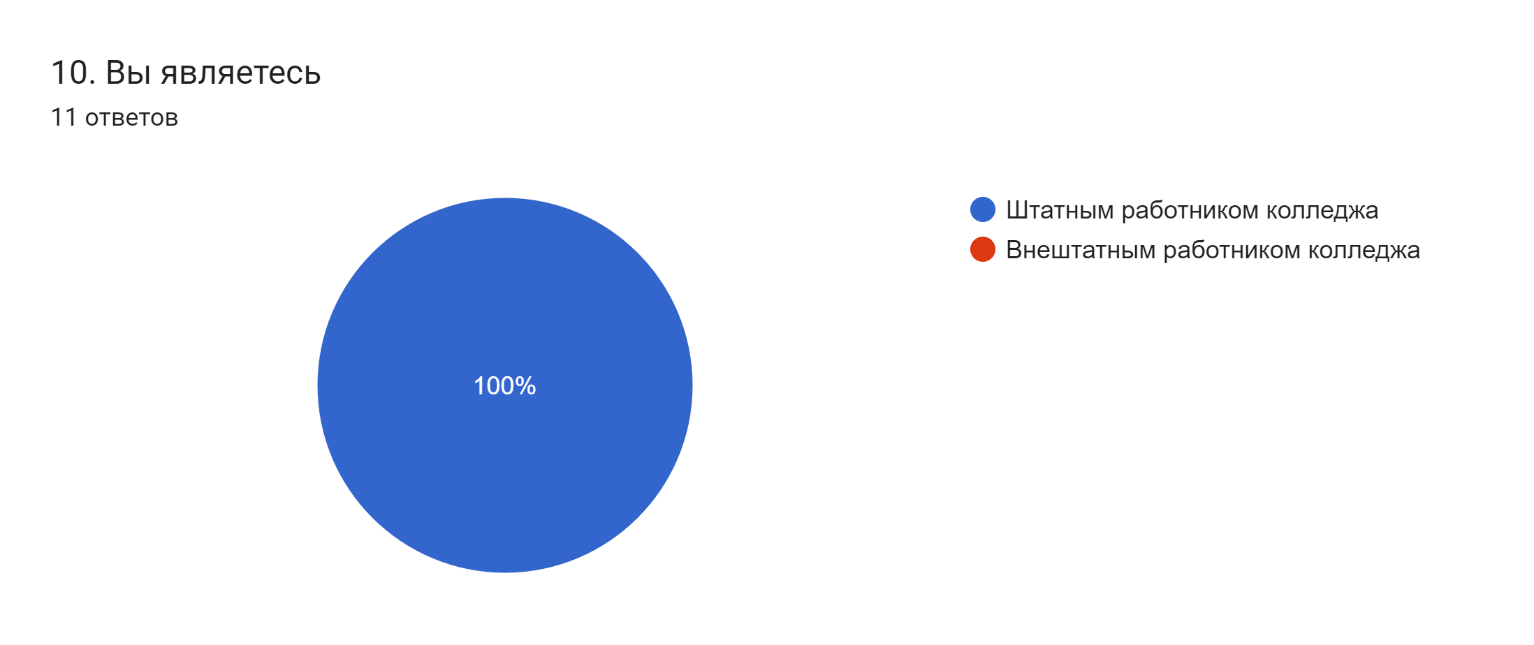 10. Вы являетесь
11 ответов
Штатным работником колледжа
Внештатным работником колледжа
100%